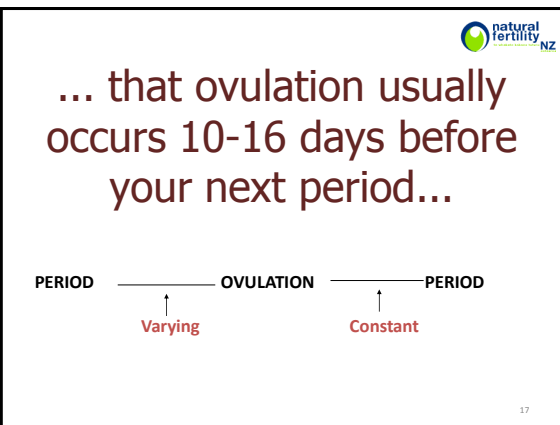 natural
fertility NZ
... that ovulation usually
occurs 10-16 days before
your next period...
PERIOD OVULATION PERIOD
Varying Constant
17